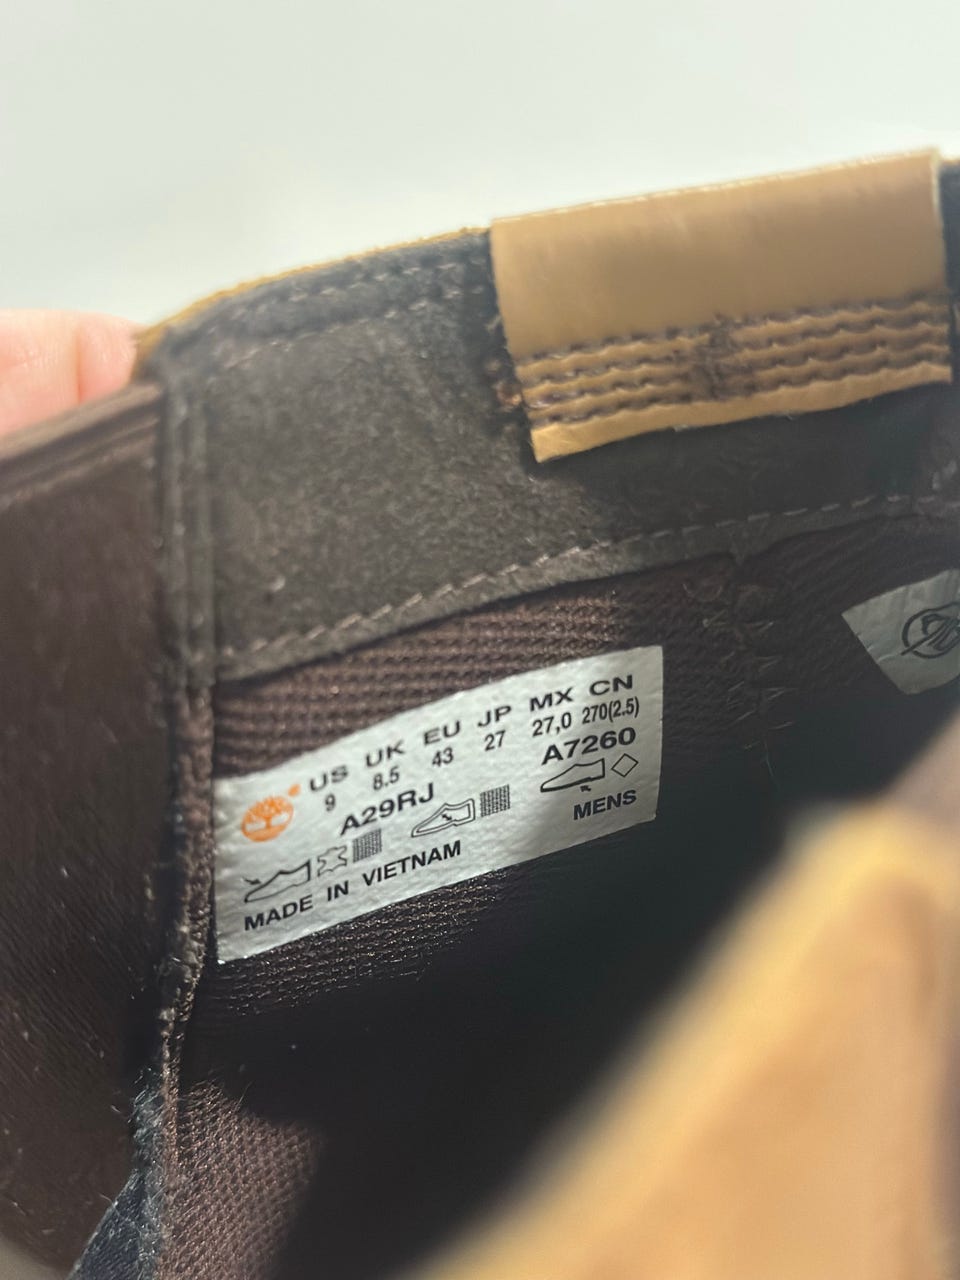 US UK EU JP MX CN
9 8.5 43 27 27,0 270(2.5)
A29RJ A7260
MENS
MADE IN VIETNAM